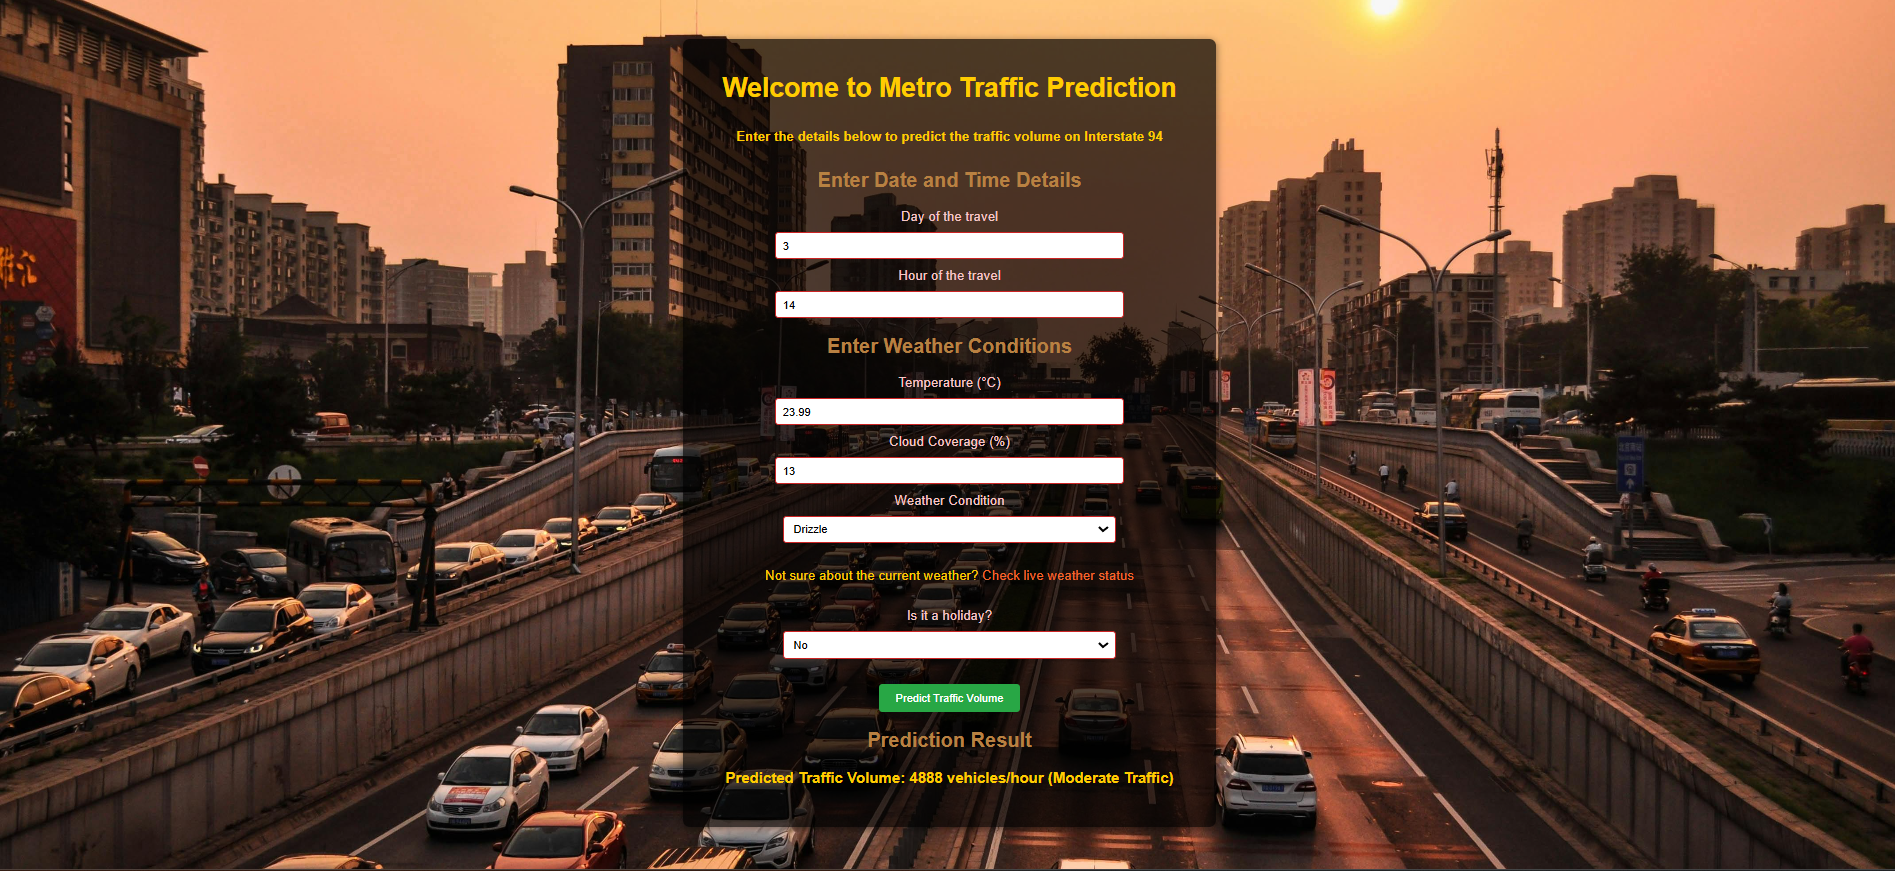 Welcome to Metro Traffic Prediction
Enter the details below to predict the traffic volume on Interstate 94
Enter Date and Time Details
Day of the travel
3
Hour of the travel
14
Enter Weather Conditions
Temperature (°C)
23.99
Cloud Coverage (%)
13
Weather Condition
Drizzle
Not sure about the current weather? Check live weather status
Is it a holiday?
No
Predict Traffic Volume
Prediction Result
Predicted Traffic Volume: 4888 vehicles/hour (Moderate Traffic)